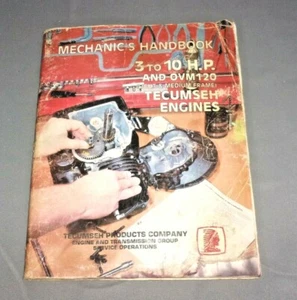 MECHANIC'S HANDBOOK
3 TO 10 H.P.
AND OVM120
MEDIUM FRAME)
TECUMSEH
ENGINES
TECUMSEH PRODUCTS COMPANY
ENGINE AND TRANSMISSION GROUP
SERVICE OPERATIONS